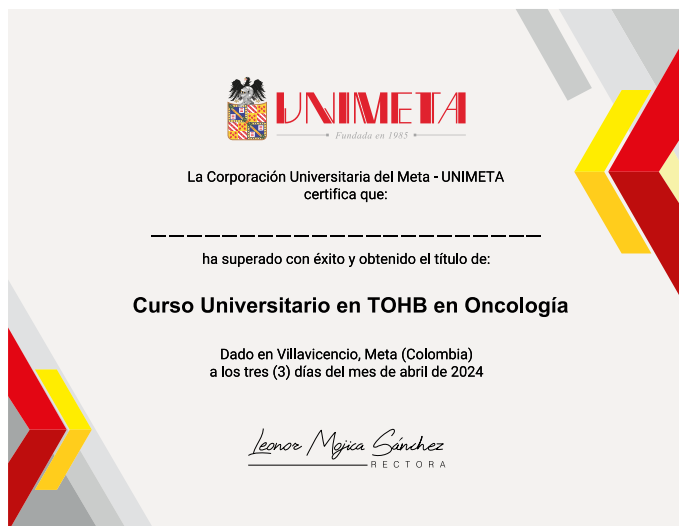 UNIMETA
Fundada en 1985
La Corporación Universitaria del Meta - UNIMETA
certifica que:
ha superado con éxito y obtenido el título de:
Curso Universitario en TOHB en Oncología
Dado en Villavicencio, Meta (Colombia)
a los tres (3) días del mes de abril de 2024
Leonor Mojica Sánchez
RECTORA